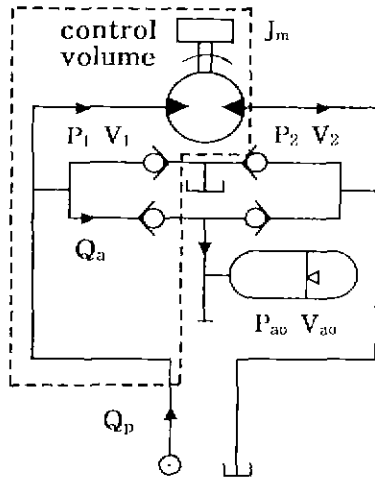 control
volume
J_m
P_1 V_1
P_2 V_2
Q_a
P_ao V_ao
Q_p